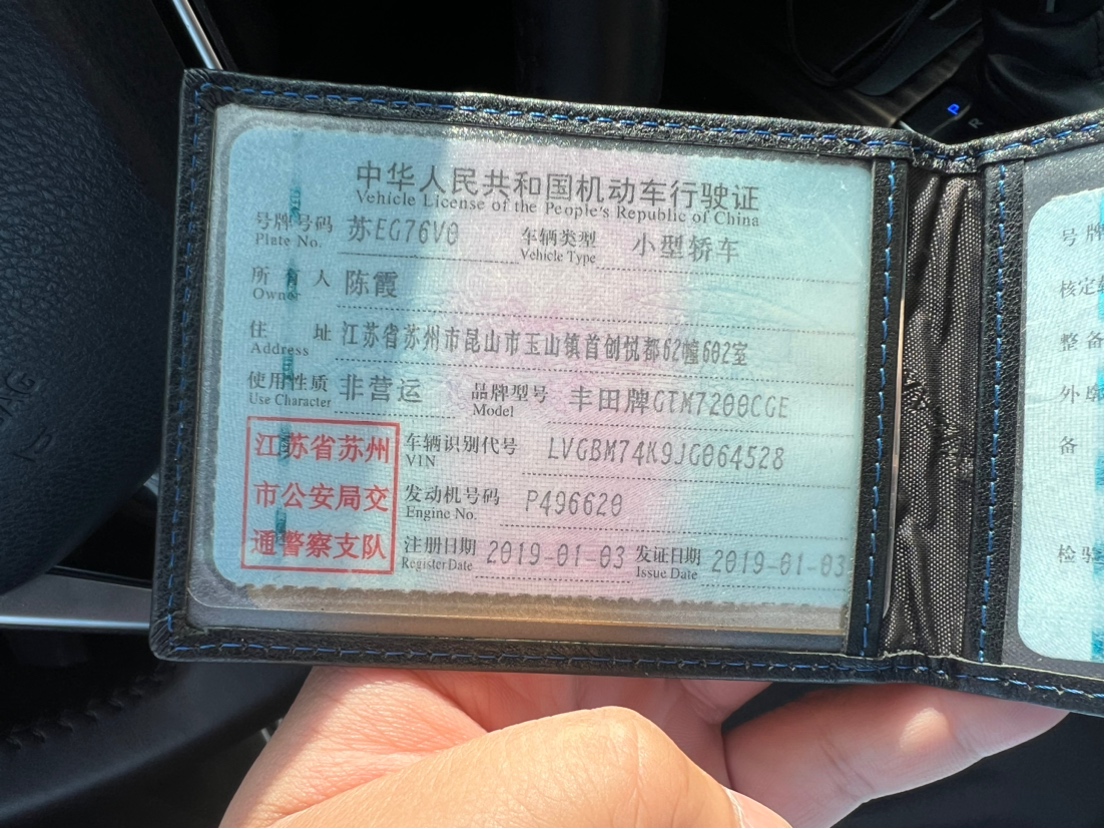 中华人民共和国机动车行驶证
Vehicle License of the People's Republic of China
号牌号码 苏EG76V0 车辆类型 小型轿车
Plate No. Vehicle Type
所有人 陈霞
Owner
住址 江苏省苏州市昆山市玉山镇首创悦都62幢602室
Address
使用性质 非营运 品牌型号 丰田牌GTM7200CGE
Use Character Model
江苏省苏州
市公安局交
通警察支队
车辆识别代号 LVGBM74K9JG064528
VIN
发动机号码 P496620
Engine No.
注册日期 2019-01-03 发证日期 2019-01-03
Register Date Issue Date
号牌
核定
整备
外廓
备
检验
P
R